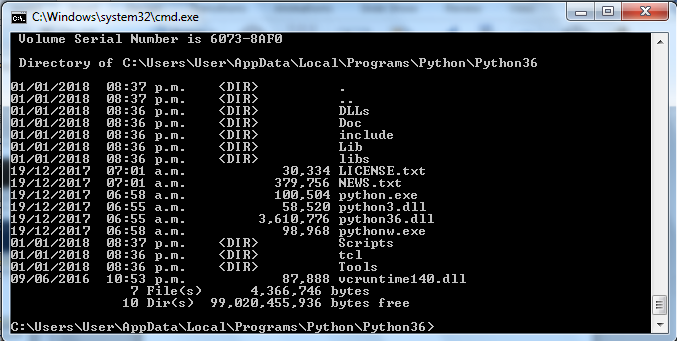 C:\Windows\system32\cmd.exe
Volume Serial Number is 6073-8AF0
Directory of C:\Users\User\AppData\Local\Programs\Python\Python36
01/01/2018  08:37 p.m.    <DIR>          .
01/01/2018  08:37 p.m.    <DIR>          ..
01/01/2018  08:36 p.m.    <DIR>          DLLs
01/01/2018  08:36 p.m.    <DIR>          Doc
01/01/2018  08:36 p.m.    <DIR>          include
01/01/2018  08:36 p.m.    <DIR>          Lib
01/01/2018  08:36 p.m.    <DIR>          libs
19/12/2017  07:01 a.m.            30,334 LICENSE.txt
19/12/2017  07:01 a.m.           379,756 NEWS.txt
19/12/2017  06:58 a.m.           100,504 python.exe
19/12/2017  06:55 a.m.            58,520 python3.dll
19/12/2017  06:55 a.m.         3,610,776 python36.dll
19/12/2017  06:58 a.m.            98,968 pythonw.exe
01/01/2018  08:37 p.m.    <DIR>          Scripts
01/01/2018  08:36 p.m.    <DIR>          tcl
01/01/2018  08:36 p.m.    <DIR>          Tools
09/06/2016  10:53 p.m.            87,888 vcruntime140.dll
7 File(s)      4,366,746 bytes
10 Dir(s)  99,020,455,936 bytes free
C:\Users\User\AppData\Local\Programs\Python\Python36>